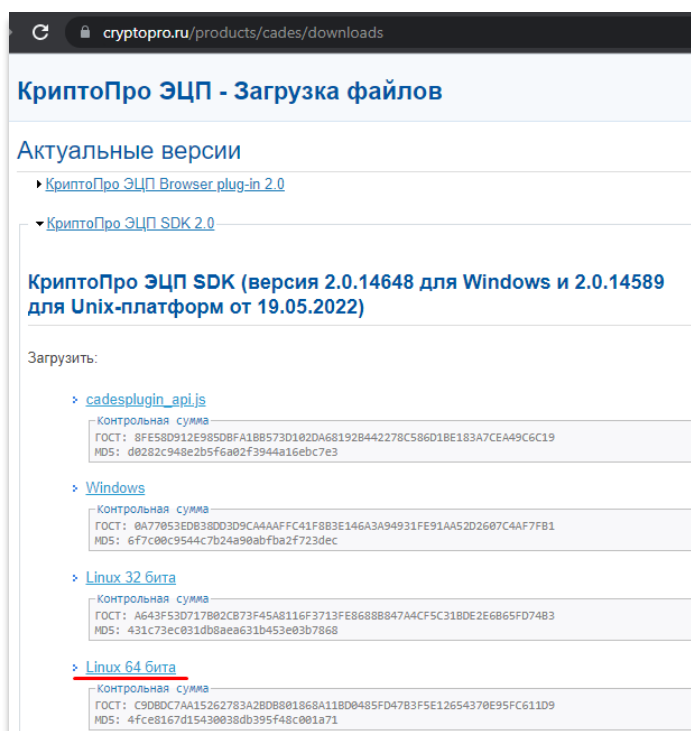 cryptopro.ru/products/cades/downloads
КриптоПро ЭЦП - Загрузка файлов
Актуальные версии
КриптоПро ЭЦП Browser plug-in 2.0
КриптоПро ЭЦП SDK 2.0
КриптоПро ЭЦП SDK (версия 2.0.14648 для Windows и 2.0.14589
для Unix-платформ от 19.05.2022)
Загрузить:
cadesplugin_api.js
Контрольная сумма
ГОСТ: 8FE58D912E985DBFA1BB573D102DA68192B442278C586D1BE183A7CEA49C6C19
MD5: d0282c948e2b5f6a02f3944a16ebc7e3
Windows
Контрольная сумма
ГОСТ: 0A77053EDB38DD3D9CA4AAFFC41F8B3E146A3A94931FE91AA52D2607C4AF7FB1
MD5: 6f7c00c9544c7b24a90abfba2f723dec
Linux 32 бита
Контрольная сумма
ГОСТ: A643F53D717B02CB73F45A8116F3713FE8688B847A4CF5C31BDE2E6B65FD74B3
MD5: 431c73ec031db8aea631b453e03b7868
Linux 64 бита
Контрольная сумма
ГОСТ: C9DBDC7AA15262783A2BDB801868A11BD0485FD47B3F5E12654370E95FC611D9
MD5: 4fce8167d15430038db395f48c001a71